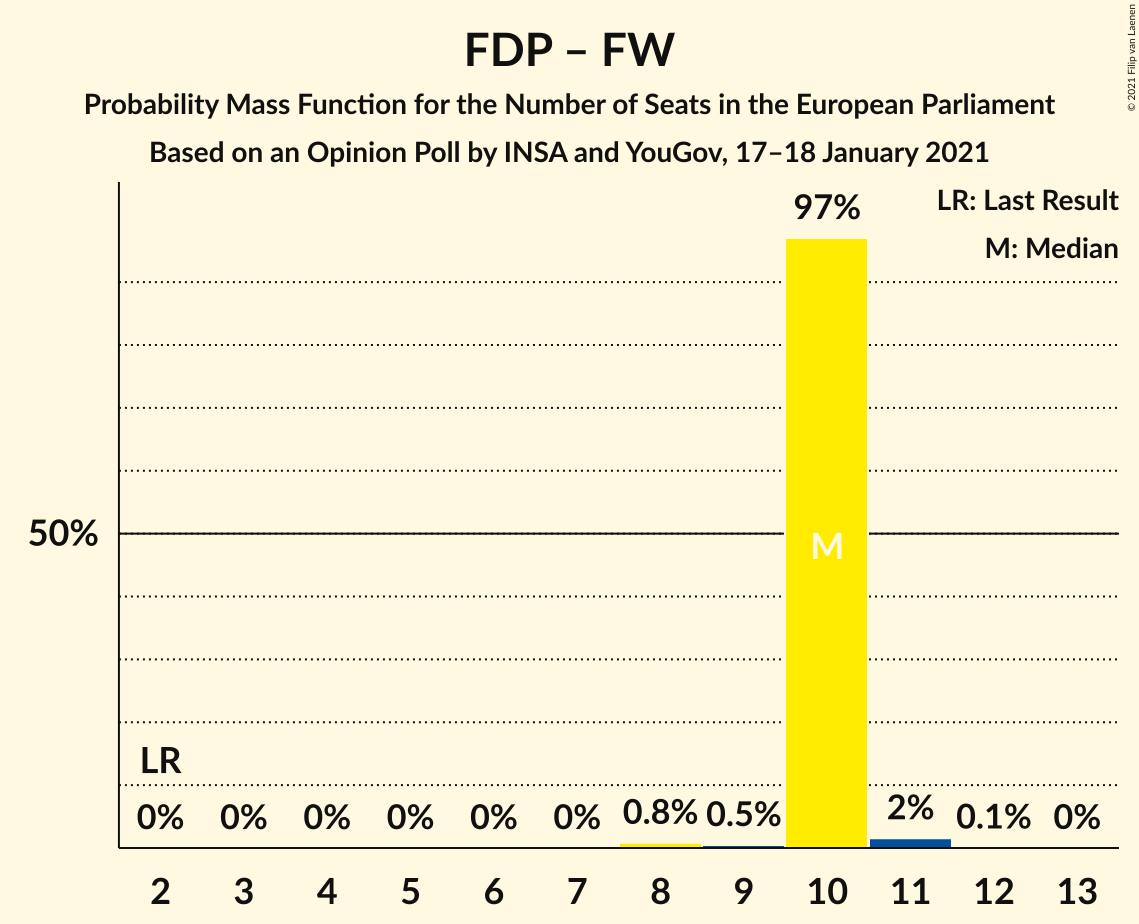 FDP – FW
Probability Mass Function for the Number of Seats in the European Parliament
Based on an Opinion Poll by INSA and YouGov, 17–18 January 2021
© 2021 Filip van Laenen
LR: Last Result
M: Median
97%
50%
M
LR
0% 0% 0% 0% 0% 0% 0.8% 0.5% 2% 0.1% 0%
2 3 4 5 6 7 8 9 10 11 12 13